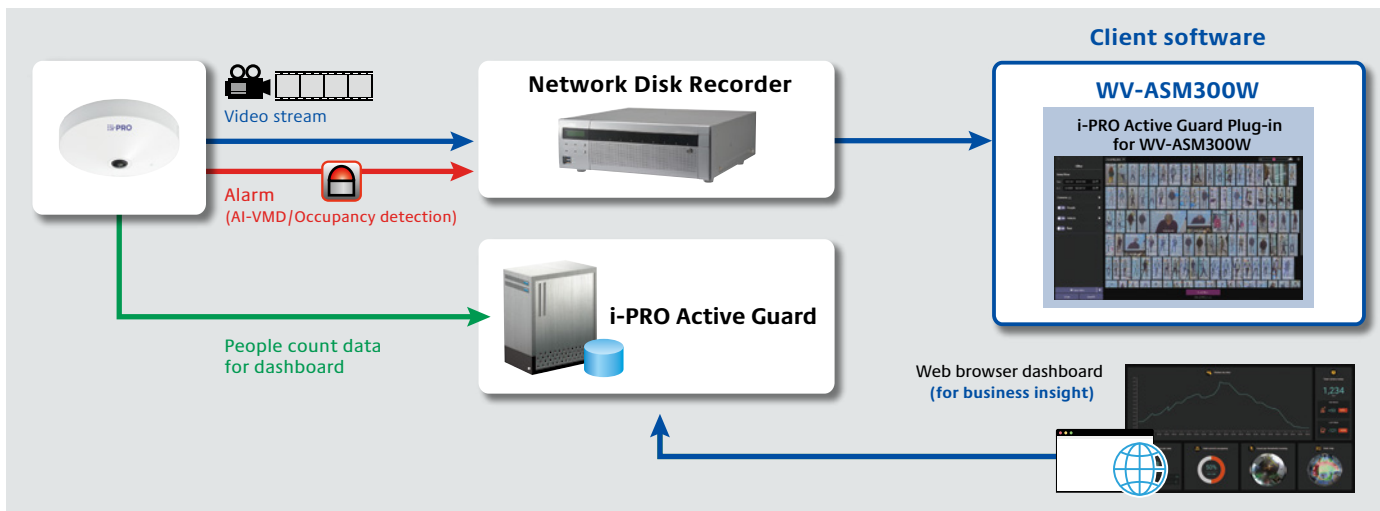 i-PRO
Video stream
Alarm
(AI-VMD/Occupancy detection)
People count data
for dashboard
Network Disk Recorder
i-PRO Active Guard
Client software
WV-ASM300W
i-PRO Active Guard Plug-in
for WV-ASM300W
Web browser dashboard
(for business insight)
1,234
50%